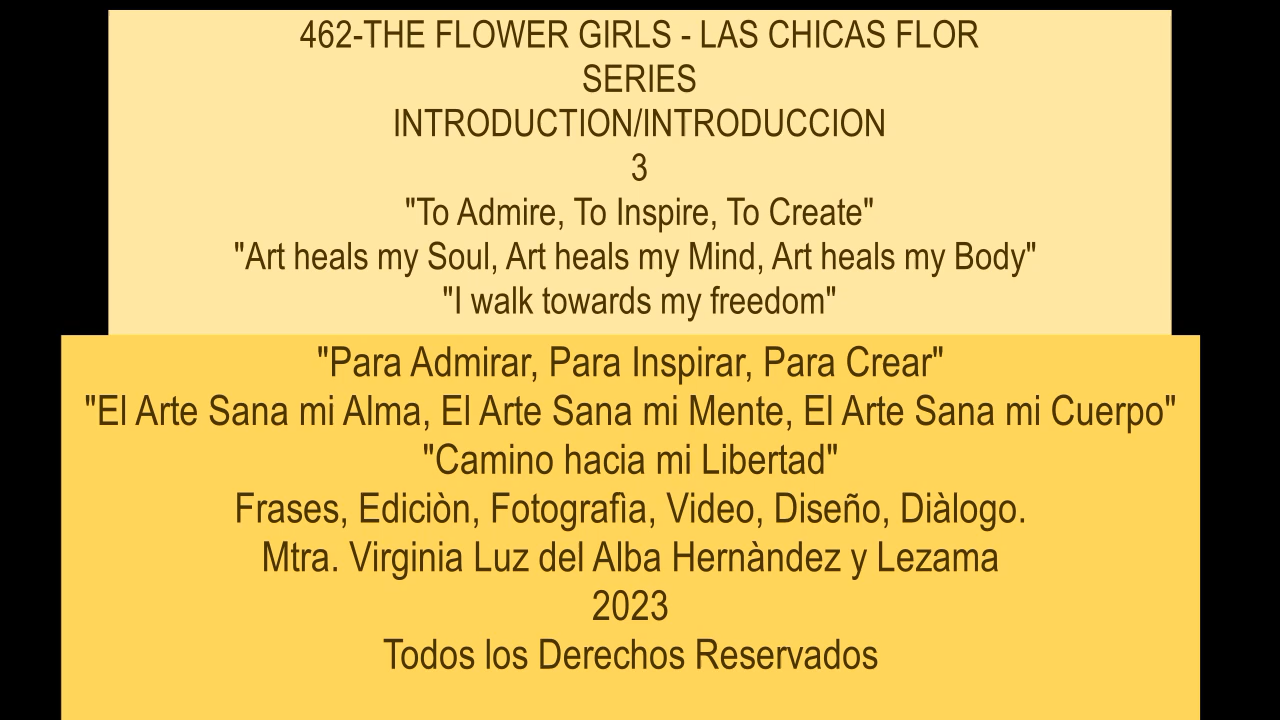 462-THE FLOWER GIRLS - LAS CHICAS FLOR
SERIES
INTRODUCTION/INTRODUCCION
3
"To Admire, To Inspire, To Create"
"Art heals my Soul, Art heals my Mind, Art heals my Body"
"I walk towards my freedom"
"Para Admirar, Para Inspirar, Para Crear"
"El Arte Sana mi Alma, El Arte Sana mi Mente, El Arte Sana mi Cuerpo"
"Camino hacia mi Libertad"
Frases, Ediciòn, Fotografìa, Video, Diseño, Diàlogo.
Mtra. Virginia Luz del Alba Hernàndez y Lezama
2023
Todos los Derechos Reservados